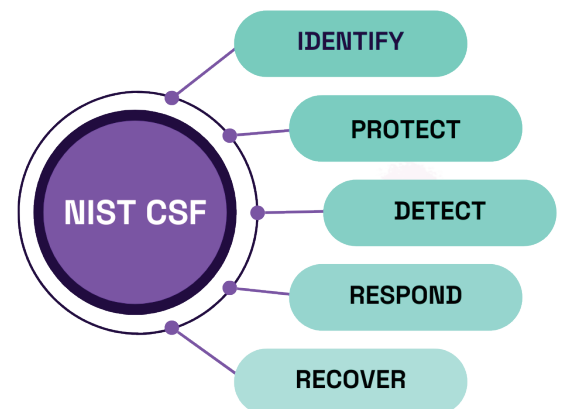 IDENTIFY
PROTECT
NIST CSF
DETECT
RESPOND
RECOVER